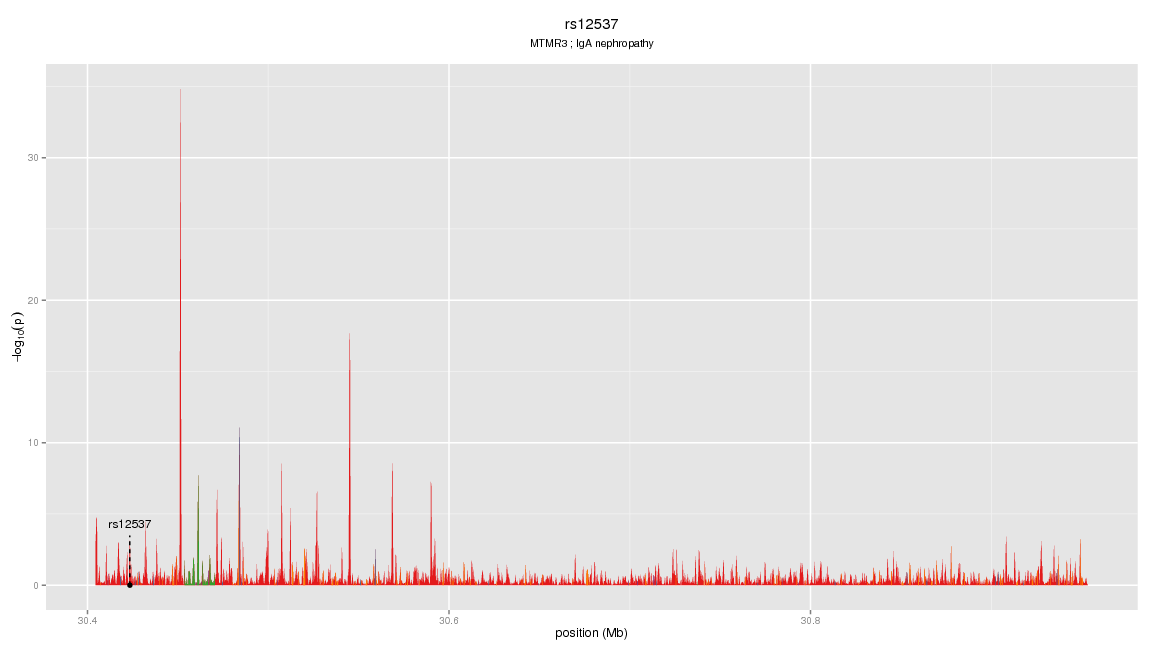 rs12537
MTMR3 ; IgA nephropathy
30
20
10
0
−log10(p)
rs12537
30.4
30.6
30.8
position (Mb)